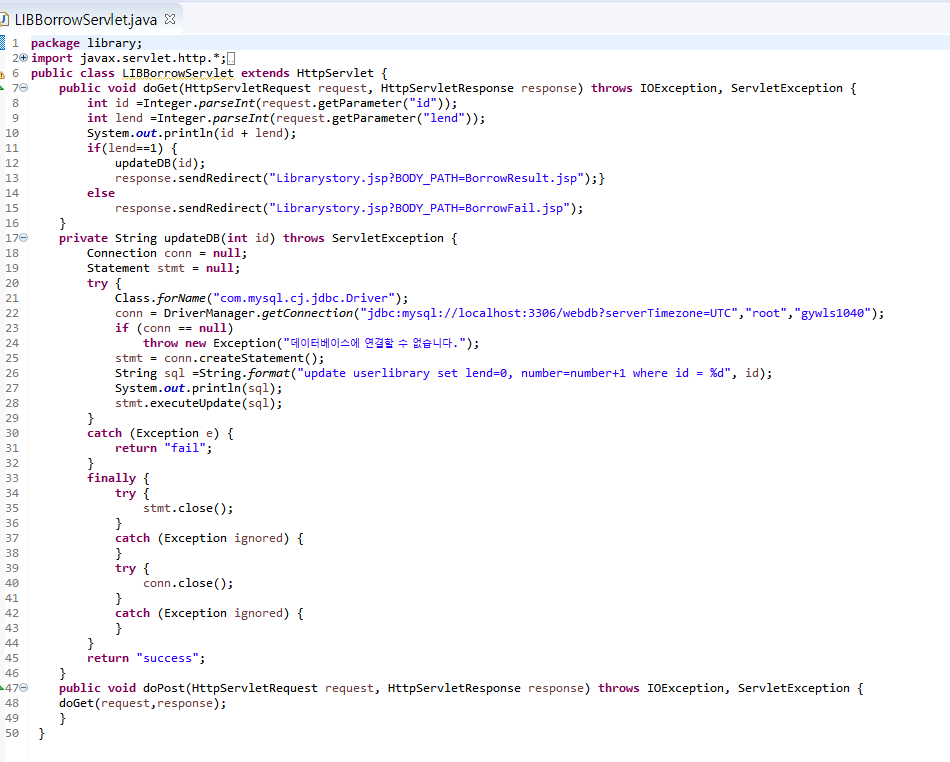 LIBBorrowServlet.java
1 package library;
2 import javax.servlet.http.*;
6 public class LIBBorrowServlet extends HttpServlet {
7 public void doGet(HttpServletRequest request, HttpServletResponse response) throws IOException, ServletException {
8 int id =Integer.parseInt(request.getParameter("id"));
9 int lend =Integer.parseInt(request.getParameter("lend"));
10 System.out.println(id + lend);
11 if(lend==1) {
12 updateDB(id);
13 response.sendRedirect("Librarystory.jsp?BODY_PATH=BorrowResult.jsp");}
14 else
15 response.sendRedirect("Librarystory.jsp?BODY_PATH=BorrowFail.jsp");
16 }
17 private String updateDB(int id) throws ServletException {
18 Connection conn = null;
19 Statement stmt = null;
20 try {
21 Class.forName("com.mysql.cj.jdbc.Driver");
22 conn = DriverManager.getConnection("jdbc:mysql://localhost:3306/webdb?serverTimezone=UTC","root","gywls1040");
23 if (conn == null)
24 throw new Exception("데이터베이스에 연결할 수 없습니다.");
25 stmt = conn.createStatement();
26 String sql =String.format("update userlibrary set lend=0, number=number+1 where id = %d", id);
27 System.out.println(sql);
28 stmt.executeUpdate(sql);
29 }
30 catch (Exception e) {
31 return "fail";
32 }
33 finally {
34 try {
35 stmt.close();
36 }
37 catch (Exception ignored) {
38 }
39 try {
40 conn.close();
41 }
42 catch (Exception ignored) {
43 }
44 }
45 return "success";
46 }
47 public void doPost(HttpServletRequest request, HttpServletResponse response) throws IOException, ServletException {
48 doGet(request,response);
49 }
50 }